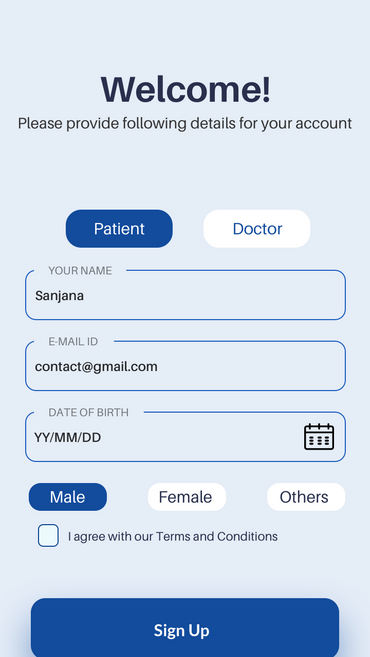 Welcome!
Please provide following details for your account
Patient Doctor
YOUR NAME
Sanjana
E-MAIL ID
contact@gmail.com
DATE OF BIRTH
YY/MM/DD
Male Female Others
I agree with our Terms and Conditions
Sign Up